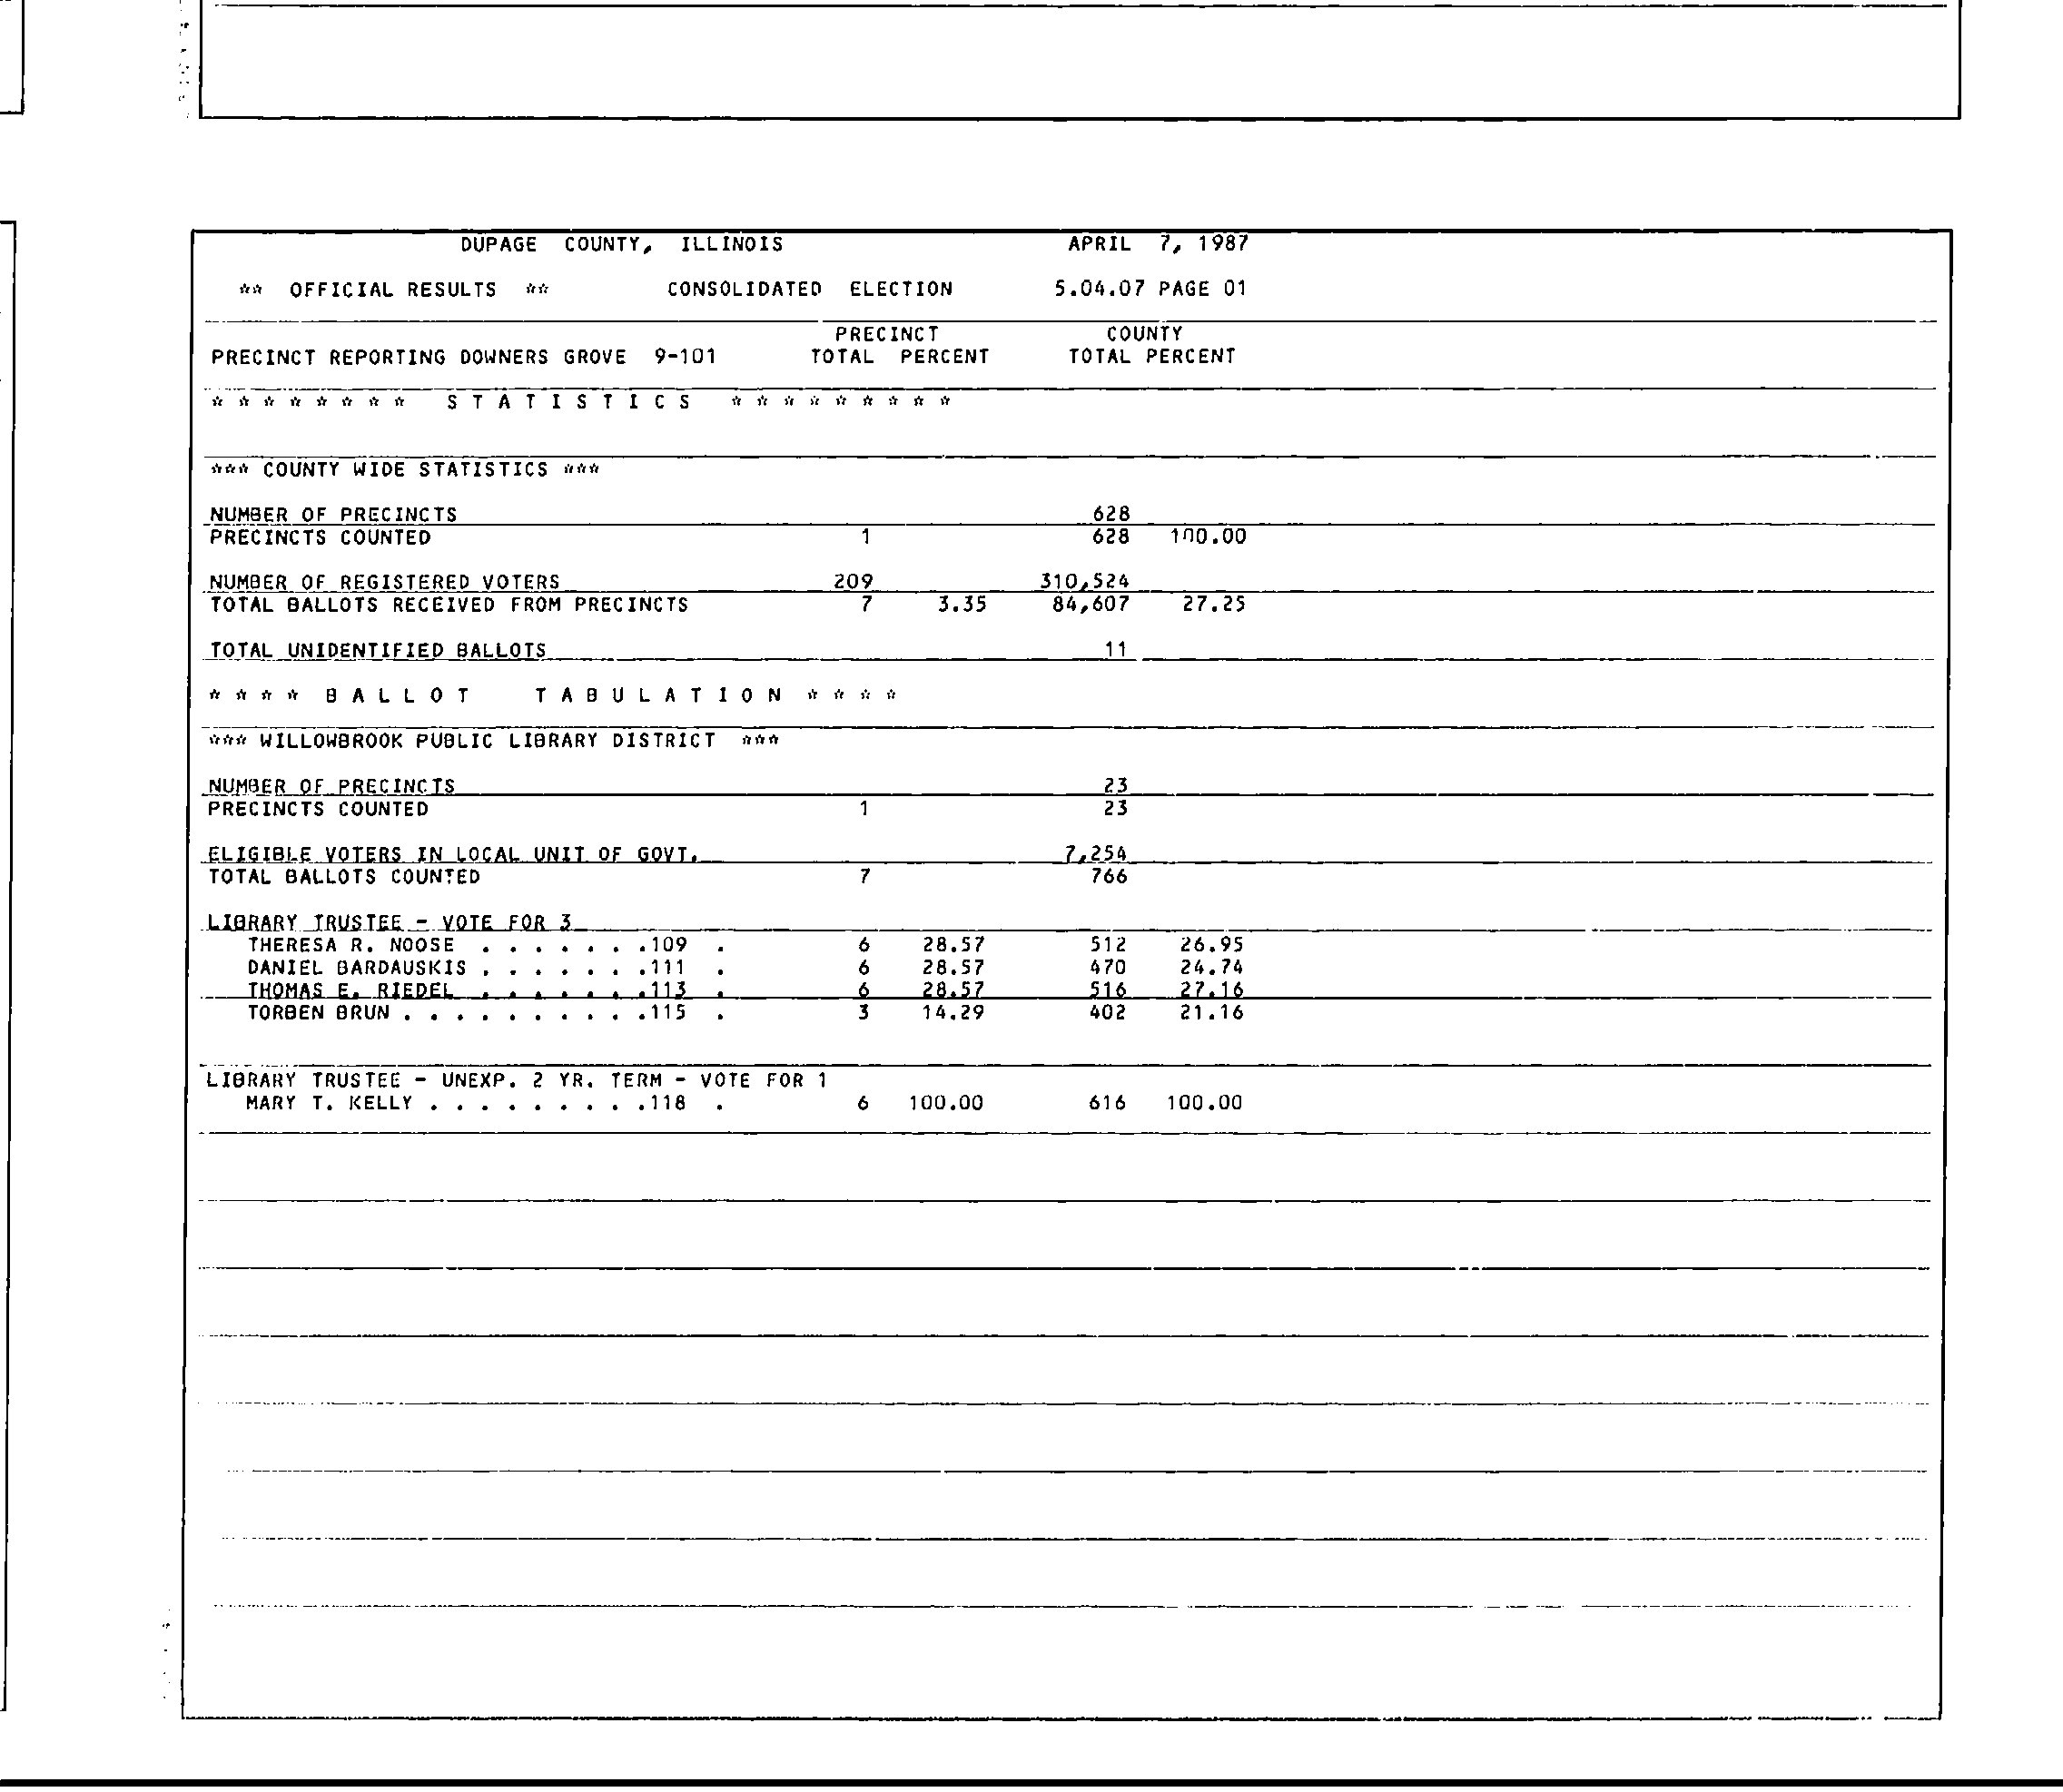 DUPAGE COUNTY, ILLINOIS APRIL 7, 1987
** OFFICIAL RESULTS ** CONSOLIDATED ELECTION 5.04.07 PAGE 01
PRECINCT COUNTY
PRECINCT REPORTING DOWNERS GROVE 9-101 TOTAL PERCENT TOTAL PERCENT
* * * * * * * * S T A T I S T I C S * * * * * * * * *
*** COUNTY WIDE STATISTICS ***
NUMBER OF PRECINCTS 628
PRECINCTS COUNTED 1 628 100.00
NUMBER OF REGISTERED VOTERS 209 310,524
TOTAL BALLOTS RECEIVED FROM PRECINCTS 7 3.35 84,607 27.25
TOTAL UNIDENTIFIED BALLOTS 11
* * * * B A L L O T T A B U L A T I O N * * * *
*** WILLOWBROOK PUBLIC LIBRARY DISTRICT ***
NUMBER OF PRECINCTS 23
PRECINCTS COUNTED 1 23
ELIGIBLE VOTERS IN LOCAL UNIT OF GOVT. 7,254
TOTAL BALLOTS COUNTED 7 766
LIBRARY TRUSTEE - VOTE FOR 3
THERESA R. NOOSE . . . . . . .109 . 6 28.57 512 26.95
DANIEL BARDAUSKIS . . . . . . .111 . 6 28.57 470 24.74
THOMAS E. RIEDEL . . . . . . .113 . 6 28.57 516 27.16
TORBEN BRUN . . . . . . . . . .115 . 3 14.29 402 21.16
LIBRARY TRUSTEE - UNEXP. 2 YR. TERM - VOTE FOR 1
MARY T. KELLY . . . . . . . . .118 . 6 100.00 616 100.00